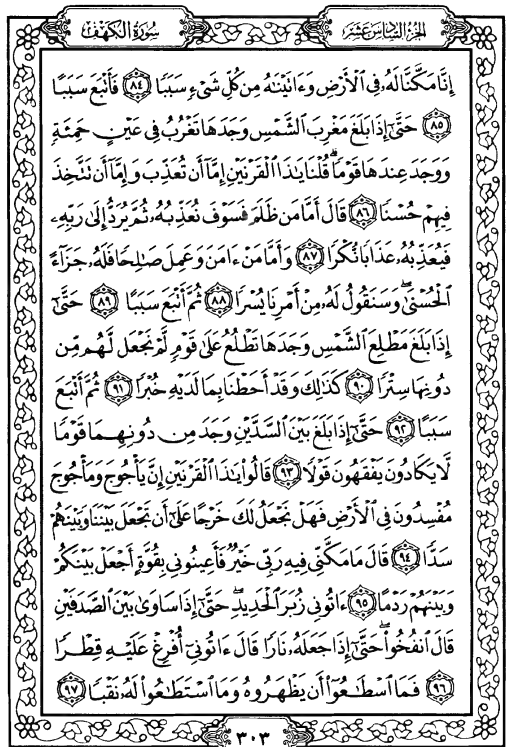 الجزء السادس عشر
سورة الكهف
إِنَّا مَكَّنَّا لَهُۥ فِي ٱلْأَرْضِ وَءَاتَيْنَٰهُ مِن كُلِّ شَيْءٍ سَبَبًا ٨٤ فَأَتْبَعَ سَبَبًا
٨٥ حَتَّىٰٓ إِذَا بَلَغَ مَغْرِبَ ٱلشَّمْسِ وَجَدَهَا تَغْرُبُ فِي عَيْنٍ حَمِئَةٍ
وَوَجَدَ عِندَهَا قَوْمًا ۗ قُلْنَا يَٰذَا ٱلْقَرْنَيْنِ إِمَّآ أَن تُعَذِّبَ وَإِمَّآ أَن تَتَّخِذَ
فِيهِمْ حُسْنًا ٨٦ قَالَ أَمَّا مَن ظَلَمَ فَسَوْفَ نُعَذِّبُهُۥ ثُمَّ يُرَدُّ إِلَىٰ رَبِّهِۦ
فَيُعَذِّبُهُۥ عَذَابًا نُّكْرًا ٨٧ وَأَمَّا مَنْ ءَامَنَ وَعَمِلَ صَٰلِحًا فَلَهُۥ جَزَآءً
ٱلْحُسْنَىٰ ۖ وَسَنَقُولُ لَهُۥ مِنْ أَمْرِنَا يُسْرًا ٨٨ ثُمَّ أَتْبَعَ سَبَبًا ٨٩ حَتَّىٰٓ
إِذَا بَلَغَ مَطْلِعَ ٱلشَّمْسِ وَجَدَهَا تَطْلُعُ عَلَىٰ قَوْمٍ لَّمْ نَجْعَل لَّهُم مِّن
دُونِهَا سِتْرًا ٩٠ كَذَٰلِكَ وَقَدْ أَحَطْنَا بِمَا لَدَيْهِ خُبْرًا ٩١ ثُمَّ أَتْبَعَ
سَبَبًا ٩٢ حَتَّىٰٓ إِذَا بَلَغَ بَيْنَ ٱلسَّدَّيْنِ وَجَدَ مِن دُونِهِمَا قَوْمًا
لَّا يَكَادُونَ يَفْقَهُونَ قَوْلًا ٩٣ قَالُوا۟ يَٰذَا ٱلْقَرْنَيْنِ إِنَّ يَأْجُوجَ وَمَأْجُوجَ
مُفْسِدُونَ فِي ٱلْأَرْضِ فَهَلْ نَجْعَلُ لَكَ خَرْجًا عَلَىٰٓ أَن تَجْعَلَ بَيْنَنَا وَبَيْنَهُمْ
سَدًّا ٩٤ قَالَ مَا مَكَّنِّي فِيهِ رَبِّي خَيْرٌ فَأَعِينُونِي بِقُوَّةٍ أَجْعَلْ بَيْنَكُمْ
وَبَيْنَهُمْ رَدْمًا ٩٥ ءَاتُونِي زُبَرَ ٱلْحَدِيدِ ۖ حَتَّىٰٓ إِذَا سَاوَىٰ بَيْنَ ٱلصَّدَفَيْنِ
قَالَ ٱنفُخُوا۟ ۖ حَتَّىٰٓ إِذَا جَعَلَهُۥ نَارًا قَالَ ءَاتُونِيٓ أُفْرِغْ عَلَيْهِ قِطْرًا
٩٦ فَمَا ٱسْطَٰعُوٓا۟ أَن يَظْهَرُوهُ وَمَا ٱسْتَطَٰعُوا۟ لَهُۥ نَقْبًا ٩٧
٣٠٣